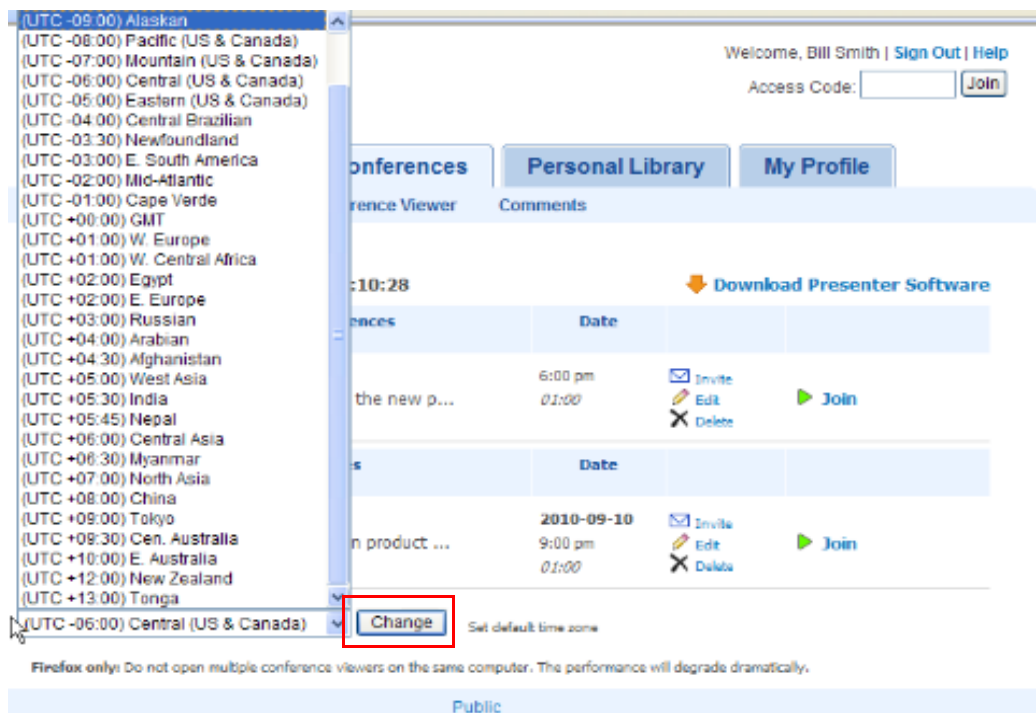 (UTC -09:00) Alaskan
(UTC -08:00) Pacific (US & Canada)
(UTC -07:00) Mountain (US & Canada)
(UTC -06:00) Central (US & Canada)
(UTC -05:00) Eastern (US & Canada)
(UTC -04:00) Central Brazilian
(UTC -03:30) Newfoundland
(UTC -03:00) E. South America
(UTC -02:00) Mid-Atlantic
(UTC -01:00) Cape Verde
(UTC +00:00) GMT
(UTC +01:00) W. Europe
(UTC +01:00) W. Central Africa
(UTC +02:00) Egypt
(UTC +02:00) E. Europe
(UTC +03:00) Russian
(UTC +04:00) Arabian
(UTC +04:30) Afghanistan
(UTC +05:00) West Asia
(UTC +05:30) India
(UTC +05:45) Nepal
(UTC +06:00) Central Asia
(UTC +06:30) Myanmar
(UTC +07:00) North Asia
(UTC +08:00) China
(UTC +09:00) Tokyo
(UTC +09:30) Cen. Australia
(UTC +10:00) E. Australia
(UTC +12:00) New Zealand
(UTC +13:00) Tonga
Welcome, Bill Smith | Sign Out | Help
Access Code: Join
onferences Personal Library My Profile
rence Viewer Comments
:10:28 Download Presenter Software
ences Date
6:00 pm Invite
the new p... 01:00 Edit Join
Delete
s Date
2010-09-10 Invite
n product ... 9:00 pm Edit Join
01:00 Delete
(UTC -06:00) Central (US & Canada) Change Set default time zone
Firefox only: Do not open multiple conference viewers on the same computer. The performance will degrade dramatically.
Public